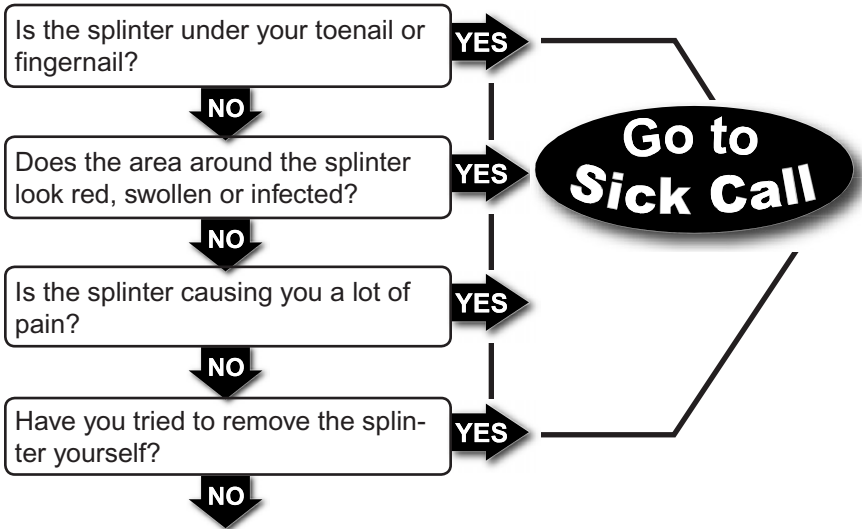 Is the splinter under your toenail or
fingernail?
YES
NO
Does the area around the splinter
look red, swollen or infected?
YES
Go to
Sick Call
NO
Is the splinter causing you a lot of
pain?
YES
NO
Have you tried to remove the splin-
ter yourself?
YES
NO